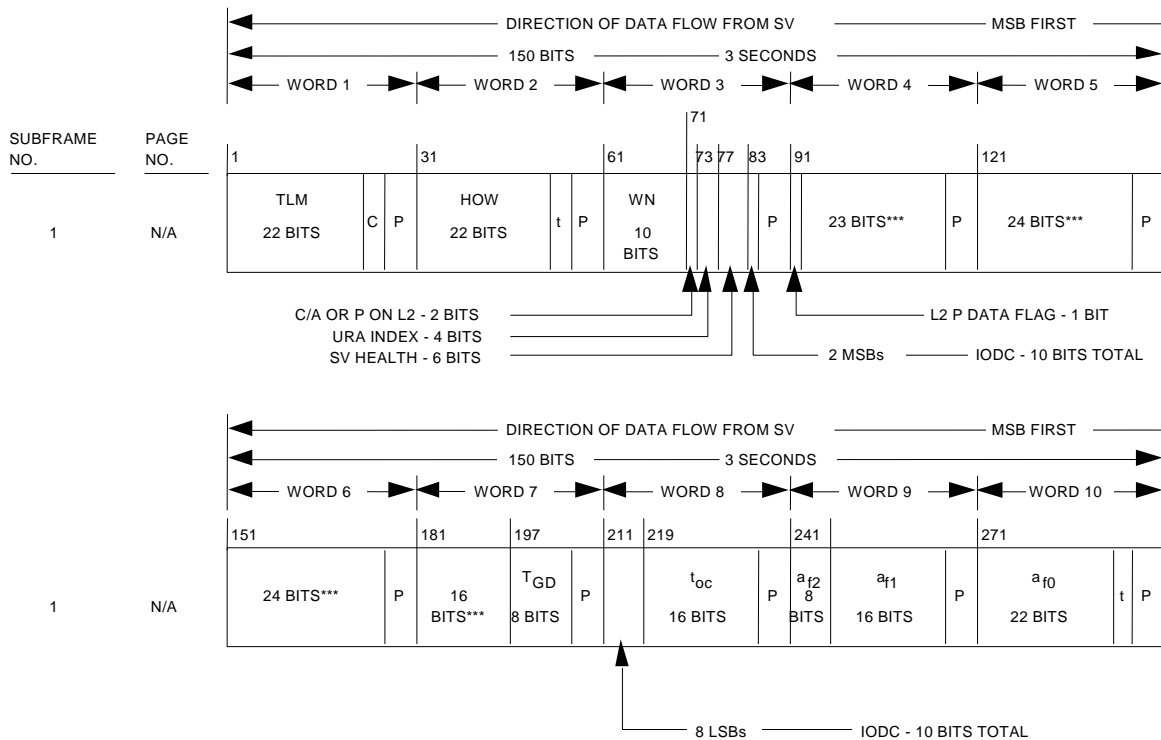 DIRECTION OF DATA FLOW FROM SV MSB FIRST
150 BITS 3 SECONDS
WORD 1 WORD 2 WORD 3 WORD 4 WORD 5
SUBFRAME NO.
PAGE NO.
1 31 61 71 73 77 83 91 121
1 N/A
TLM 22 BITS
C
P
HOW 22 BITS
t
P
WN 10 BITS
P
23 BITS***
P
24 BITS***
P
C/A OR P ON L2 - 2 BITS
URA INDEX - 4 BITS
SV HEALTH - 6 BITS
L2 P DATA FLAG - 1 BIT
2 MSBs IODC - 10 BITS TOTAL
DIRECTION OF DATA FLOW FROM SV MSB FIRST
150 BITS 3 SECONDS
WORD 6 WORD 7 WORD 8 WORD 9 WORD 10
151 181 197 211 219 241 271
1 N/A
24 BITS***
P
16 BITS***
TGD 8 BITS
P
toc 16 BITS
P
af2 8 BITS
af1 16 BITS
P
af0 22 BITS
t
P
8 LSBs IODC - 10 BITS TOTAL